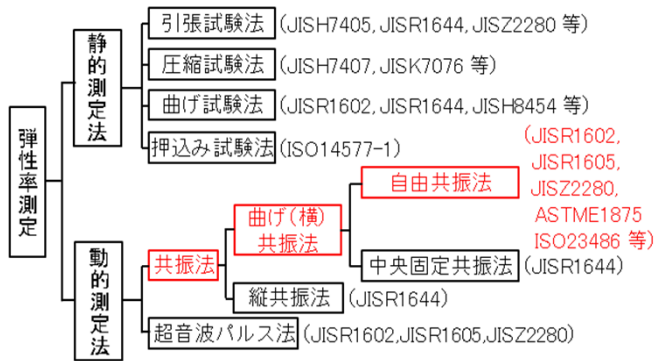 弾性率測定
静的測定法
引張試験法 (JISH7405, JISR1644, JISZ2280 等)
圧縮試験法 (JISH7407, JISK7076 等)
曲げ試験法 (JISR1602, JISR1644, JISH8454 等)
押込み試験法 (ISO14577-1)
動的測定法
共振法
曲げ(横)
共振法
自由共振法
(JISR1602,
JISR1605,
JISZ2280,
ASTME1875
ISO23486 等)
中央固定共振法 (JISR1644)
縦共振法 (JISR1644)
超音波パルス法 (JISR1602,JISR1605,JISZ2280)